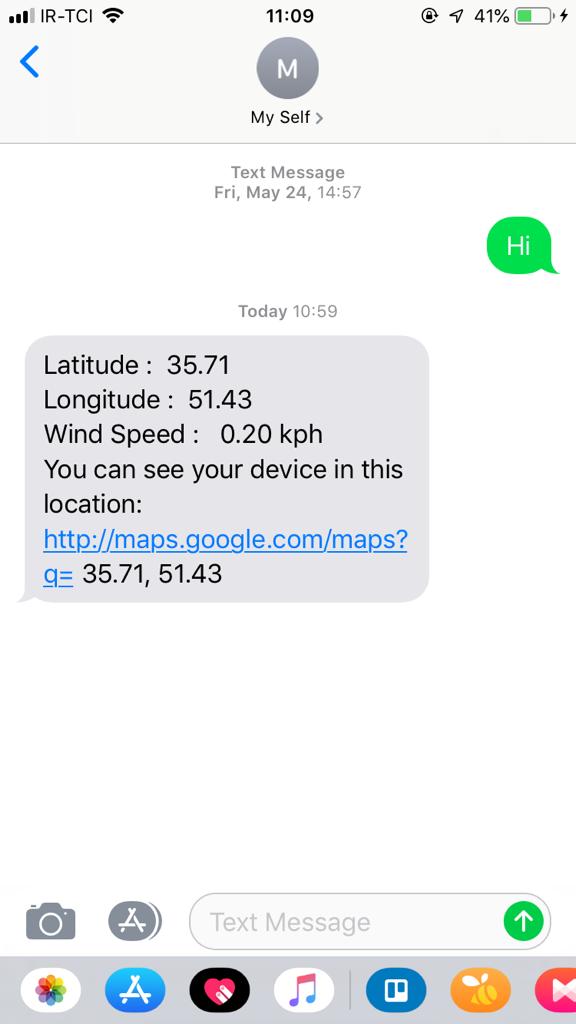 IR-TCI 11:09 41%
M
My Self >
Text Message
Fri, May 24, 14:57
Hi
Today 10:59
Latitude :  35.71
Longitude :  51.43
Wind Speed :   0.20 kph
You can see your device in this
location:
http://maps.google.com/maps?
q= 35.71, 51.43
Text Message